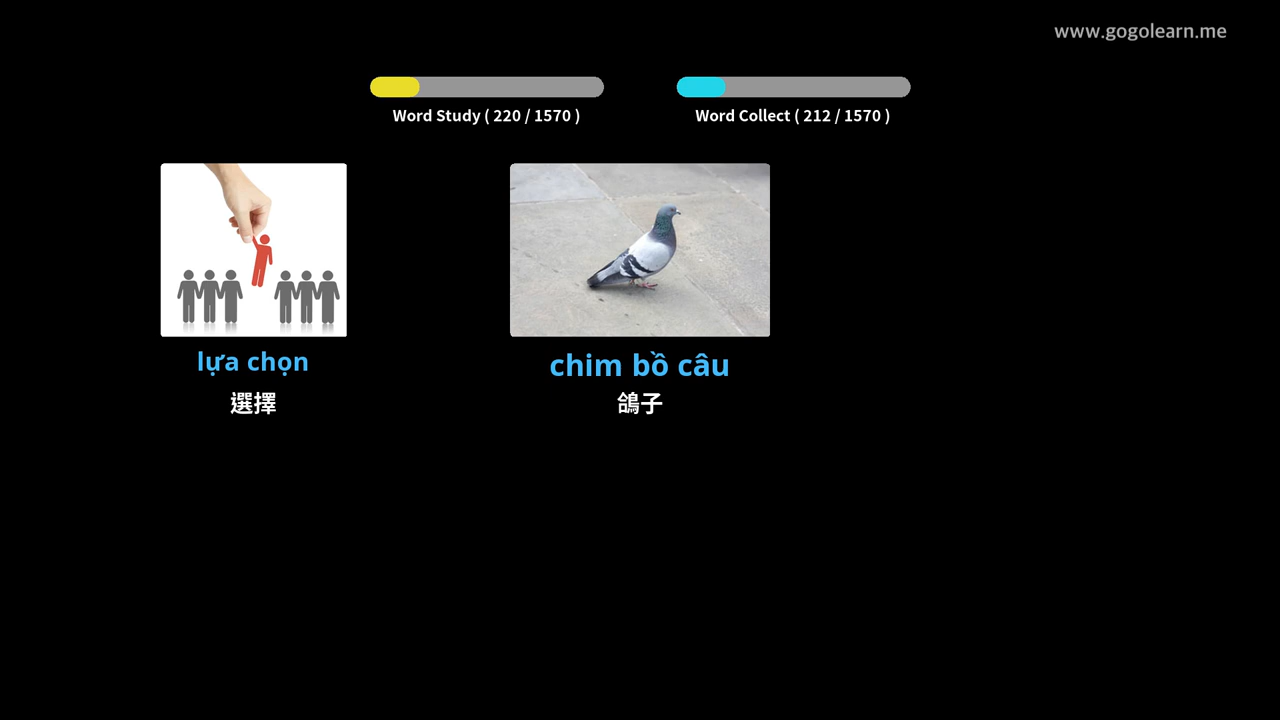 www.gogolearn.me
Word Study ( 220 / 1570 )
Word Collect ( 212 / 1570 )
lựa chọn
選擇
chim bồ câu
鴿子